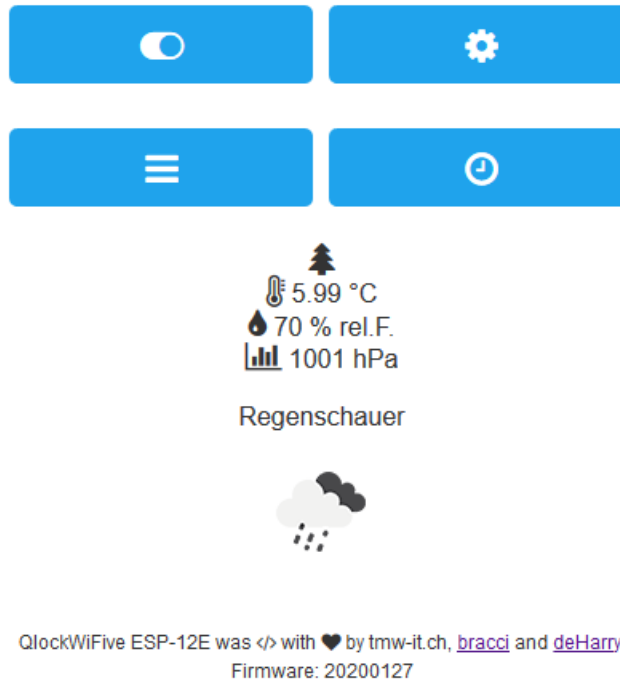 5.99 °C
70 % rel.F.
1001 hPa
Regenschauer
QlockWiFive ESP-12E was </> with ♥ by tmw-it.ch, bracci and deHarry
Firmware: 20200127